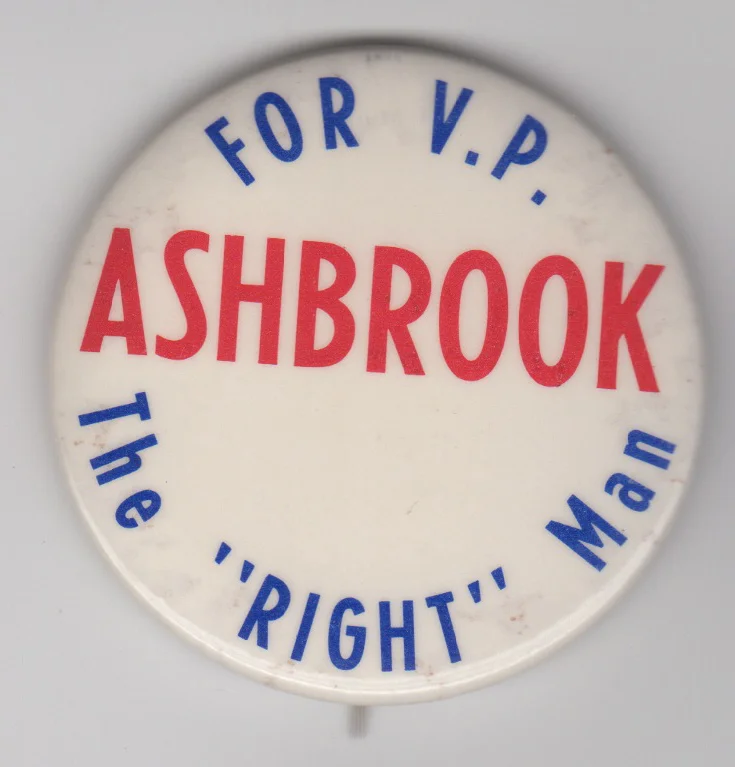 FOR V.P.
ASHBROOK
The "RIGHT" Man